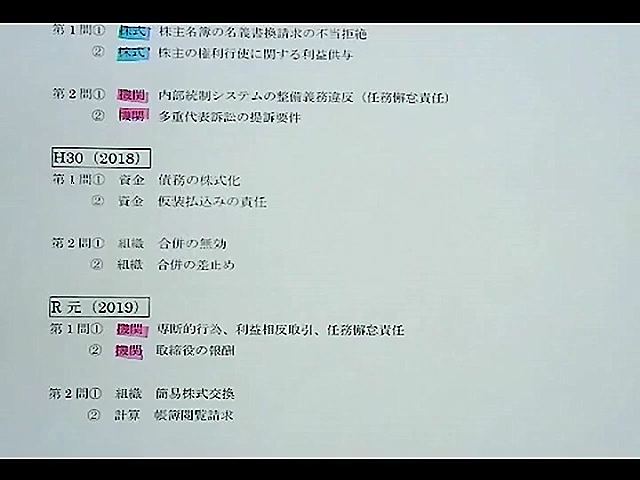 第1問① 株式 株主名簿の名義書換請求の不当拒絶
② 株式 株主の権利行使に関する利益供与
第2問① 機関 内部統制システムの整備義務違反（任務懈怠責任）
② 機関 多重代表訴訟の提訴要件
H30（2018）
第1問① 資金 債務の株式化
② 資金 仮装払込みの責任
第2問① 組織 合併の無効
② 組織 合併の差止め
R元（2019）
第1問① 機関 専断的行為、利益相反取引、任務懈怠責任
② 機関 取締役の報酬
第2問① 組織 簡易株式交換
② 計算 帳簿閲覧請求